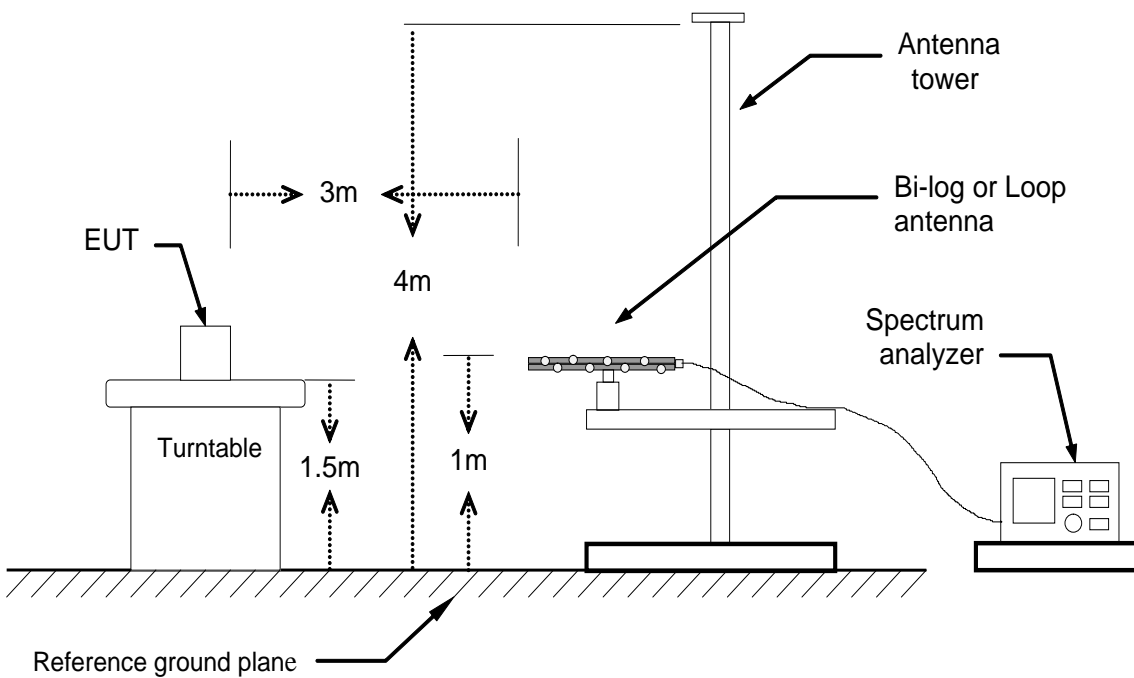 Antenna
tower
3m
Bi-log or Loop
antenna
EUT
4m
Spectrum
analyzer
Turntable
1.5m
1m
Reference ground plane